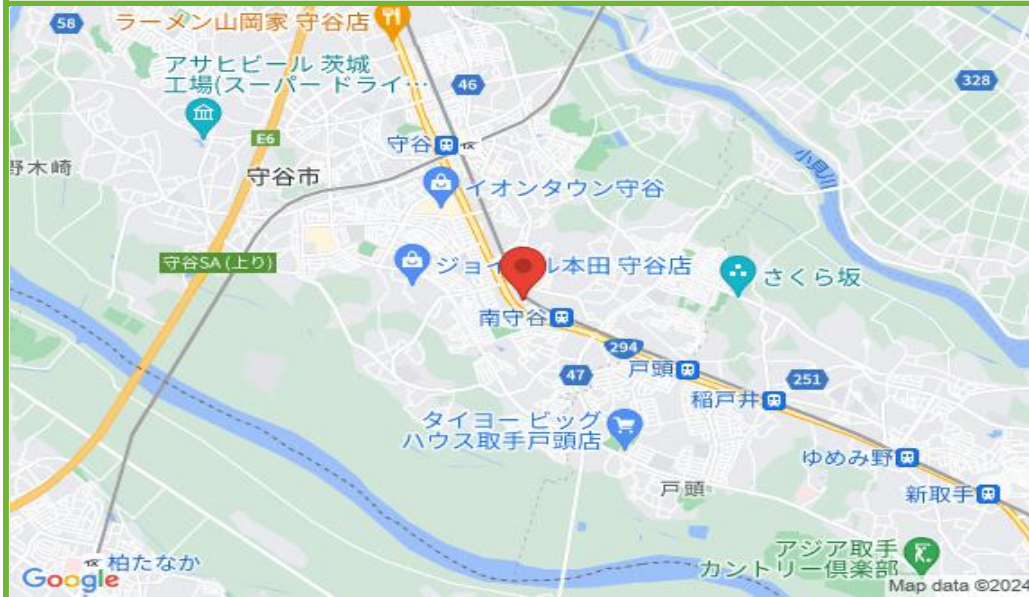 58
ラーメン山岡家 守谷店
アサヒビール 茨城
工場(スーパー ドライ…
46
328
E6
守谷
野木崎
守谷市
小貝川
イオンタウン守谷
守谷SA (上り)
ジョイ
ル本田 守谷店
さくら坂
南守谷
294
戸頭
47
251
稲戸井
タイヨー ビッグ
ハウス取手戸頭店
ゆめみ野
戸頭
新取手
柏たなか
アジア取手
カントリー倶楽部
Google
Map data ©2024